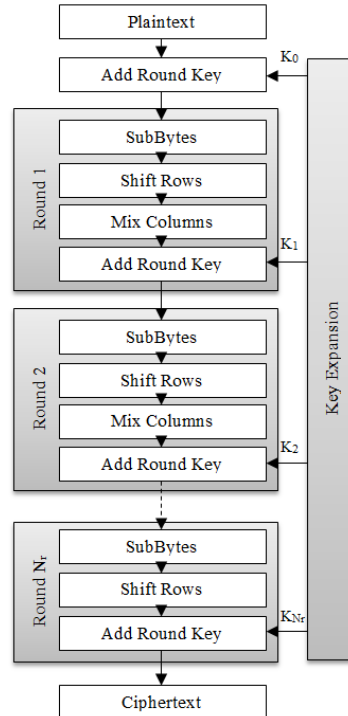 Plaintext
K0
Add Round Key
Round 1
SubBytes
Shift Rows
Mix Columns
K1
Add Round Key
Round 2
SubBytes
Shift Rows
Mix Columns
K2
Add Round Key
Round Nr
SubBytes
Shift Rows
KNr
Add Round Key
Ciphertext
Key Expansion